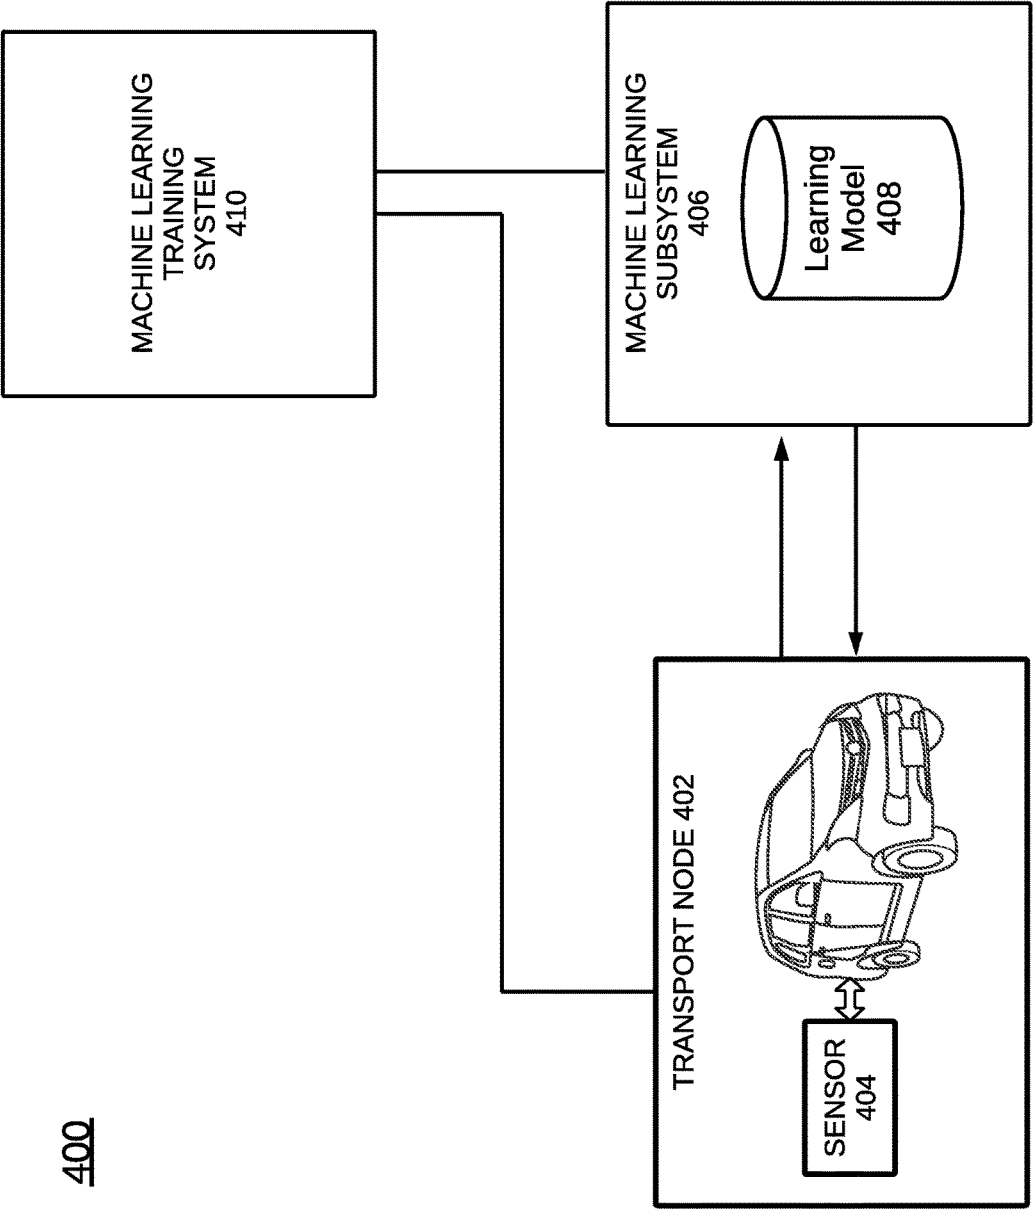 400
TRANSPORT NODE 402
SENSOR
404
MACHINE LEARNING
SUBSYSTEM
406
Learning
Model
408
MACHINE LEARNING
TRAINING
SYSTEM
410